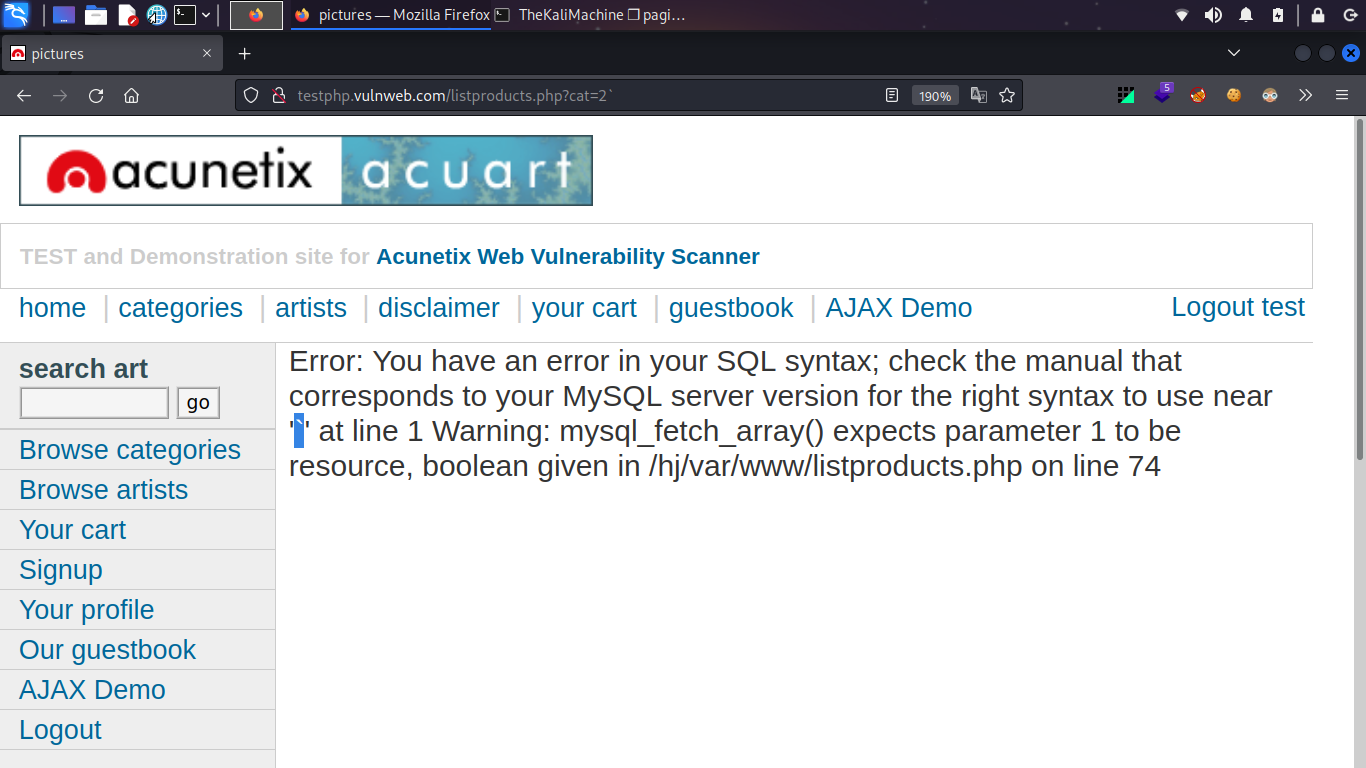 pictures — Mozilla Firefox
TheKaliMachine ❐ pagi…
pictures
testphp.vulnweb.com/listproducts.php?cat=2`
190%
5
acunetix acuart
TEST and Demonstration site for Acunetix Web Vulnerability Scanner
home | categories | artists | disclaimer | your cart | guestbook | AJAX Demo
Logout test
search art
go
Browse categories
Browse artists
Your cart
Signup
Your profile
Our guestbook
AJAX Demo
Logout
Error: You have an error in your SQL syntax; check the manual that
corresponds to your MySQL server version for the right syntax to use near
'`' at line 1 Warning: mysql_fetch_array() expects parameter 1 to be
resource, boolean given in /hj/var/www/listproducts.php on line 74